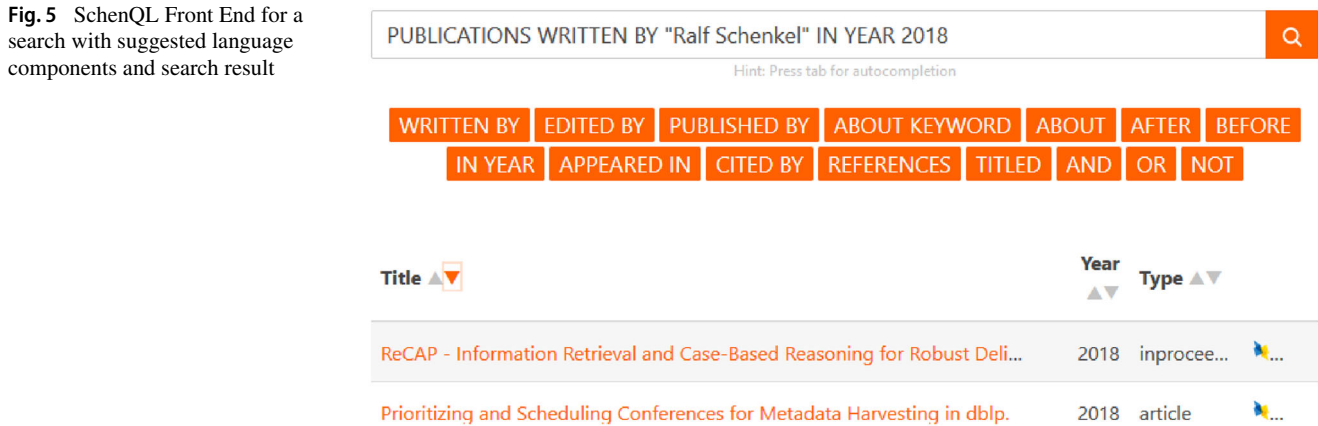 Fig. 5 SchenQL Front End for a
search with suggested language
components and search result
PUBLICATIONS WRITTEN BY "Ralf Schenkel" IN YEAR 2018
Hint: Press tab for autocompletion
WRITTEN BY EDITED BY PUBLISHED BY ABOUT KEYWORD ABOUT AFTER BEFORE
IN YEAR APPEARED IN CITED BY REFERENCES TITLED AND OR NOT
Title Year Type
ReCAP - Information Retrieval and Case-Based Reasoning for Robust Deli... 2018 inprocee... ...
Prioritizing and Scheduling Conferences for Metadata Harvesting in dblp. 2018 article ...